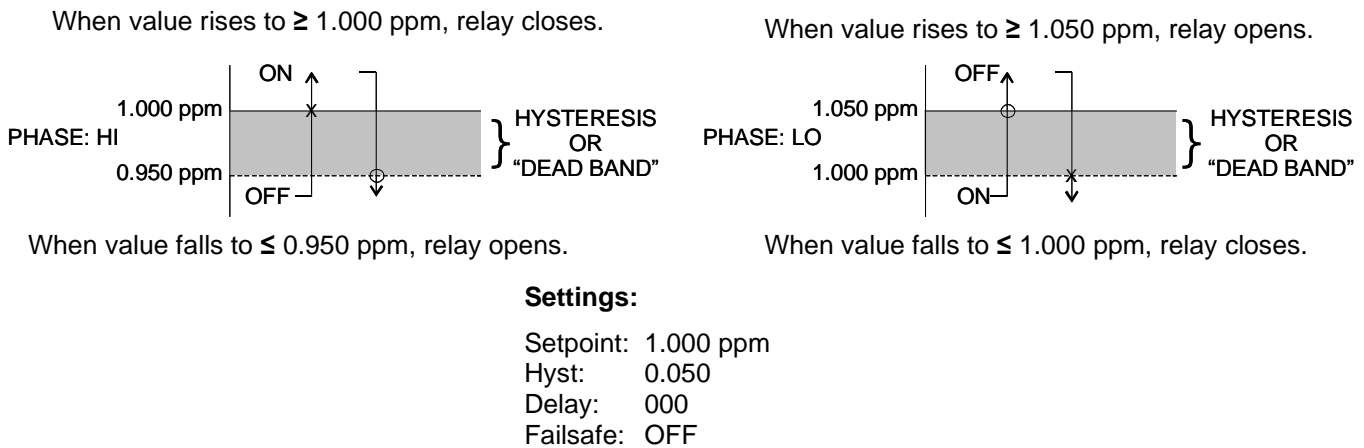 When value rises to ≥ 1.000 ppm, relay closes.
ON
1.000 ppm
X
PHASE: HI
HYSTERESIS
OR
“DEAD BAND”
}
0.950 ppm
OFF
When value falls to ≤ 0.950 ppm, relay opens.
When value rises to ≥ 1.050 ppm, relay opens.
OFF
1.050 ppm
PHASE: LO
HYSTERESIS
OR
“DEAD BAND”
}
1.000 ppm
X
ON
When value falls to ≤ 1.000 ppm, relay closes.
Settings:
Setpoint: 1.000 ppm
Hyst: 0.050
Delay: 000
Failsafe: OFF